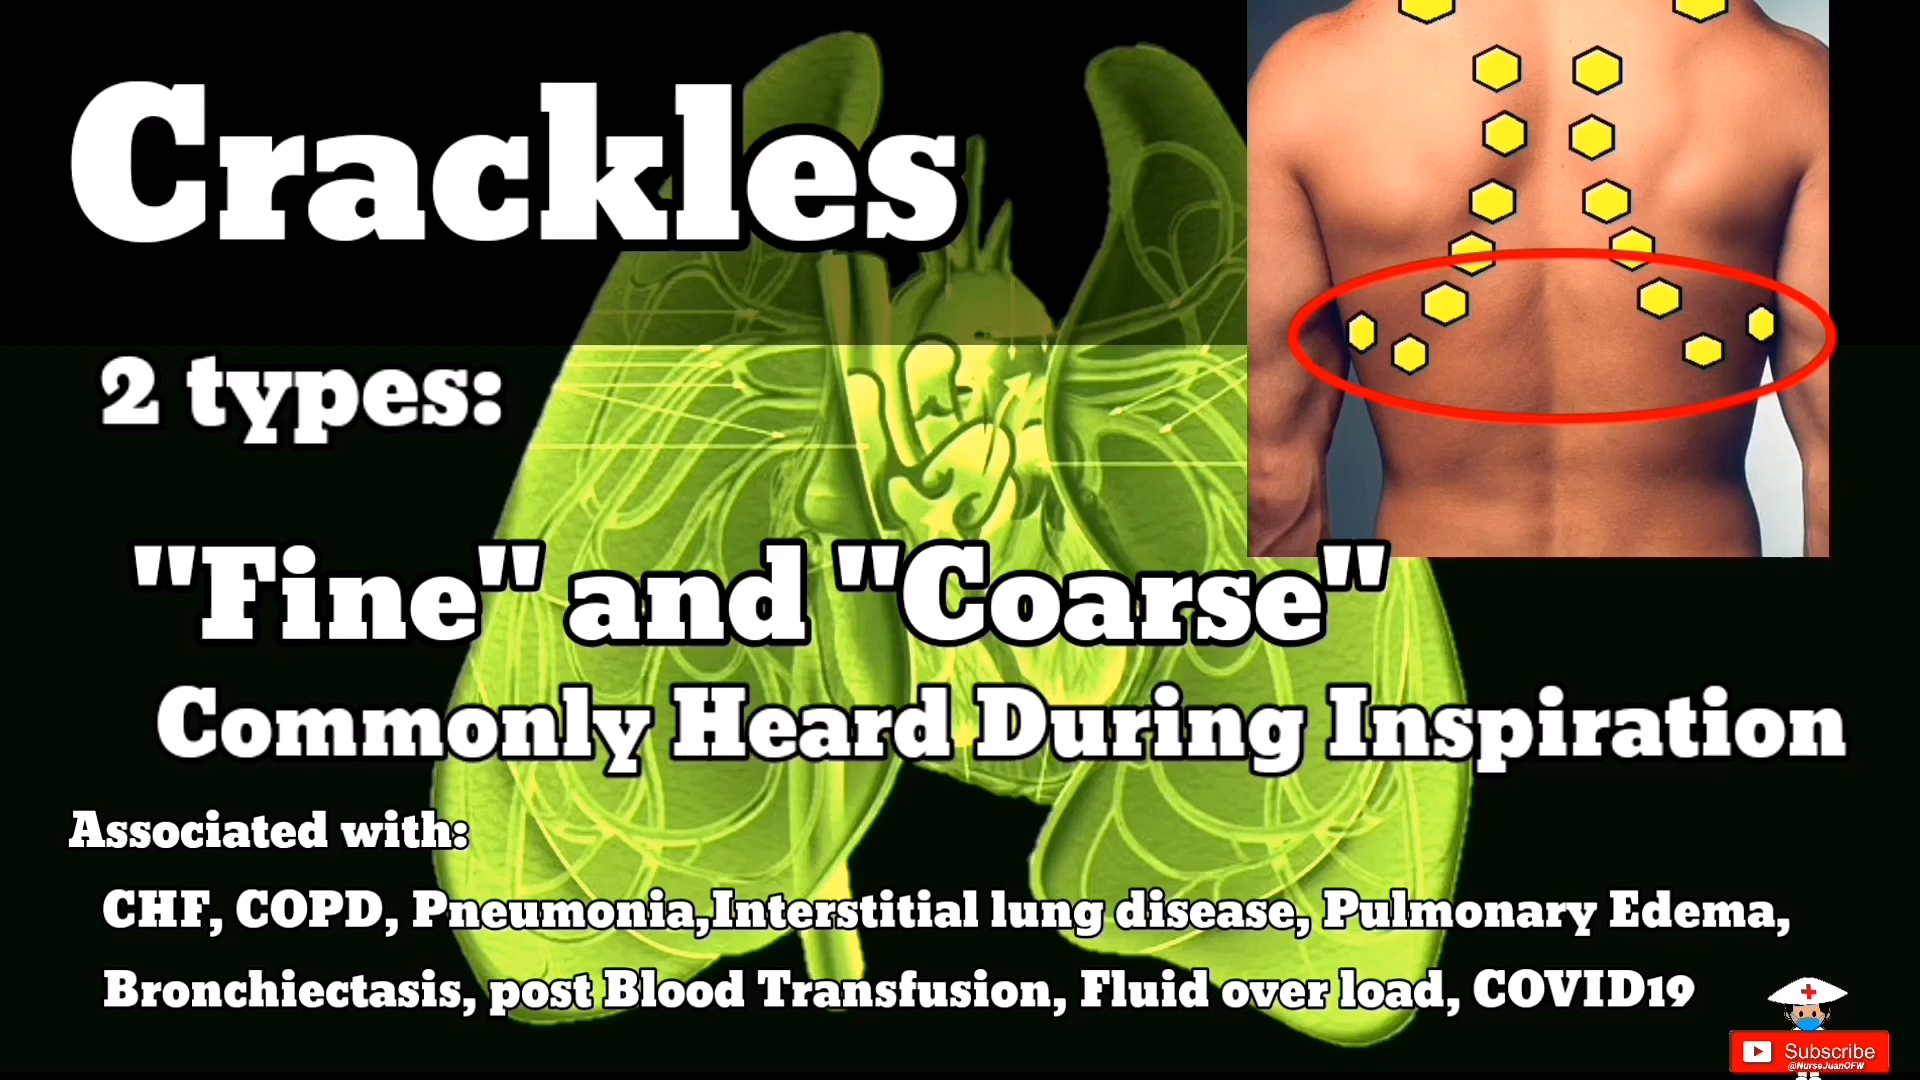 Crackles
2 types:
"Fine" and "Coarse"
Commonly Heard During Inspiration
Associated with:
CHF, COPD, Pneumonia,Interstitial lung disease, Pulmonary Edema,
Bronchiectasis, post Blood Transfusion, Fluid over load, COVID19
Subscribe
@NurseJuanOFW